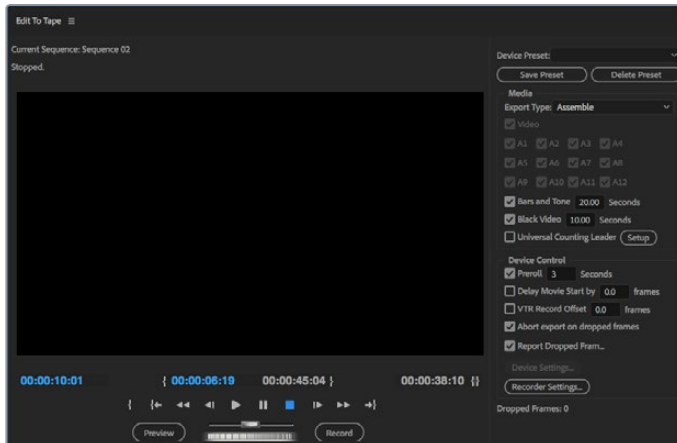 Edit To Tape
Current Sequence: Sequence 02
Stopped.
00:00:10:01
{ 00:00:06:19
00:00:45:04 }
00:00:38:10 {}
Preview
Record
Device Preset:
Save Preset
Delete Preset
Media
Export Type: Assemble
Video
A1 A2 A3 A4
A5 A6 A7 A8
A9 A10 A11 A12
Bars and Tone 20.00 Seconds
Black Video 10.00 Seconds
Universal Counting Leader Setup
Device Control
Preroll 3 Seconds
Delay Movie Start by 0.0 frames
VTR Record Offset 0.0 frames
Abort export on dropped frames
Report Dropped Fram...
Device Settings...
Recorder Settings...
Dropped Frames: 0